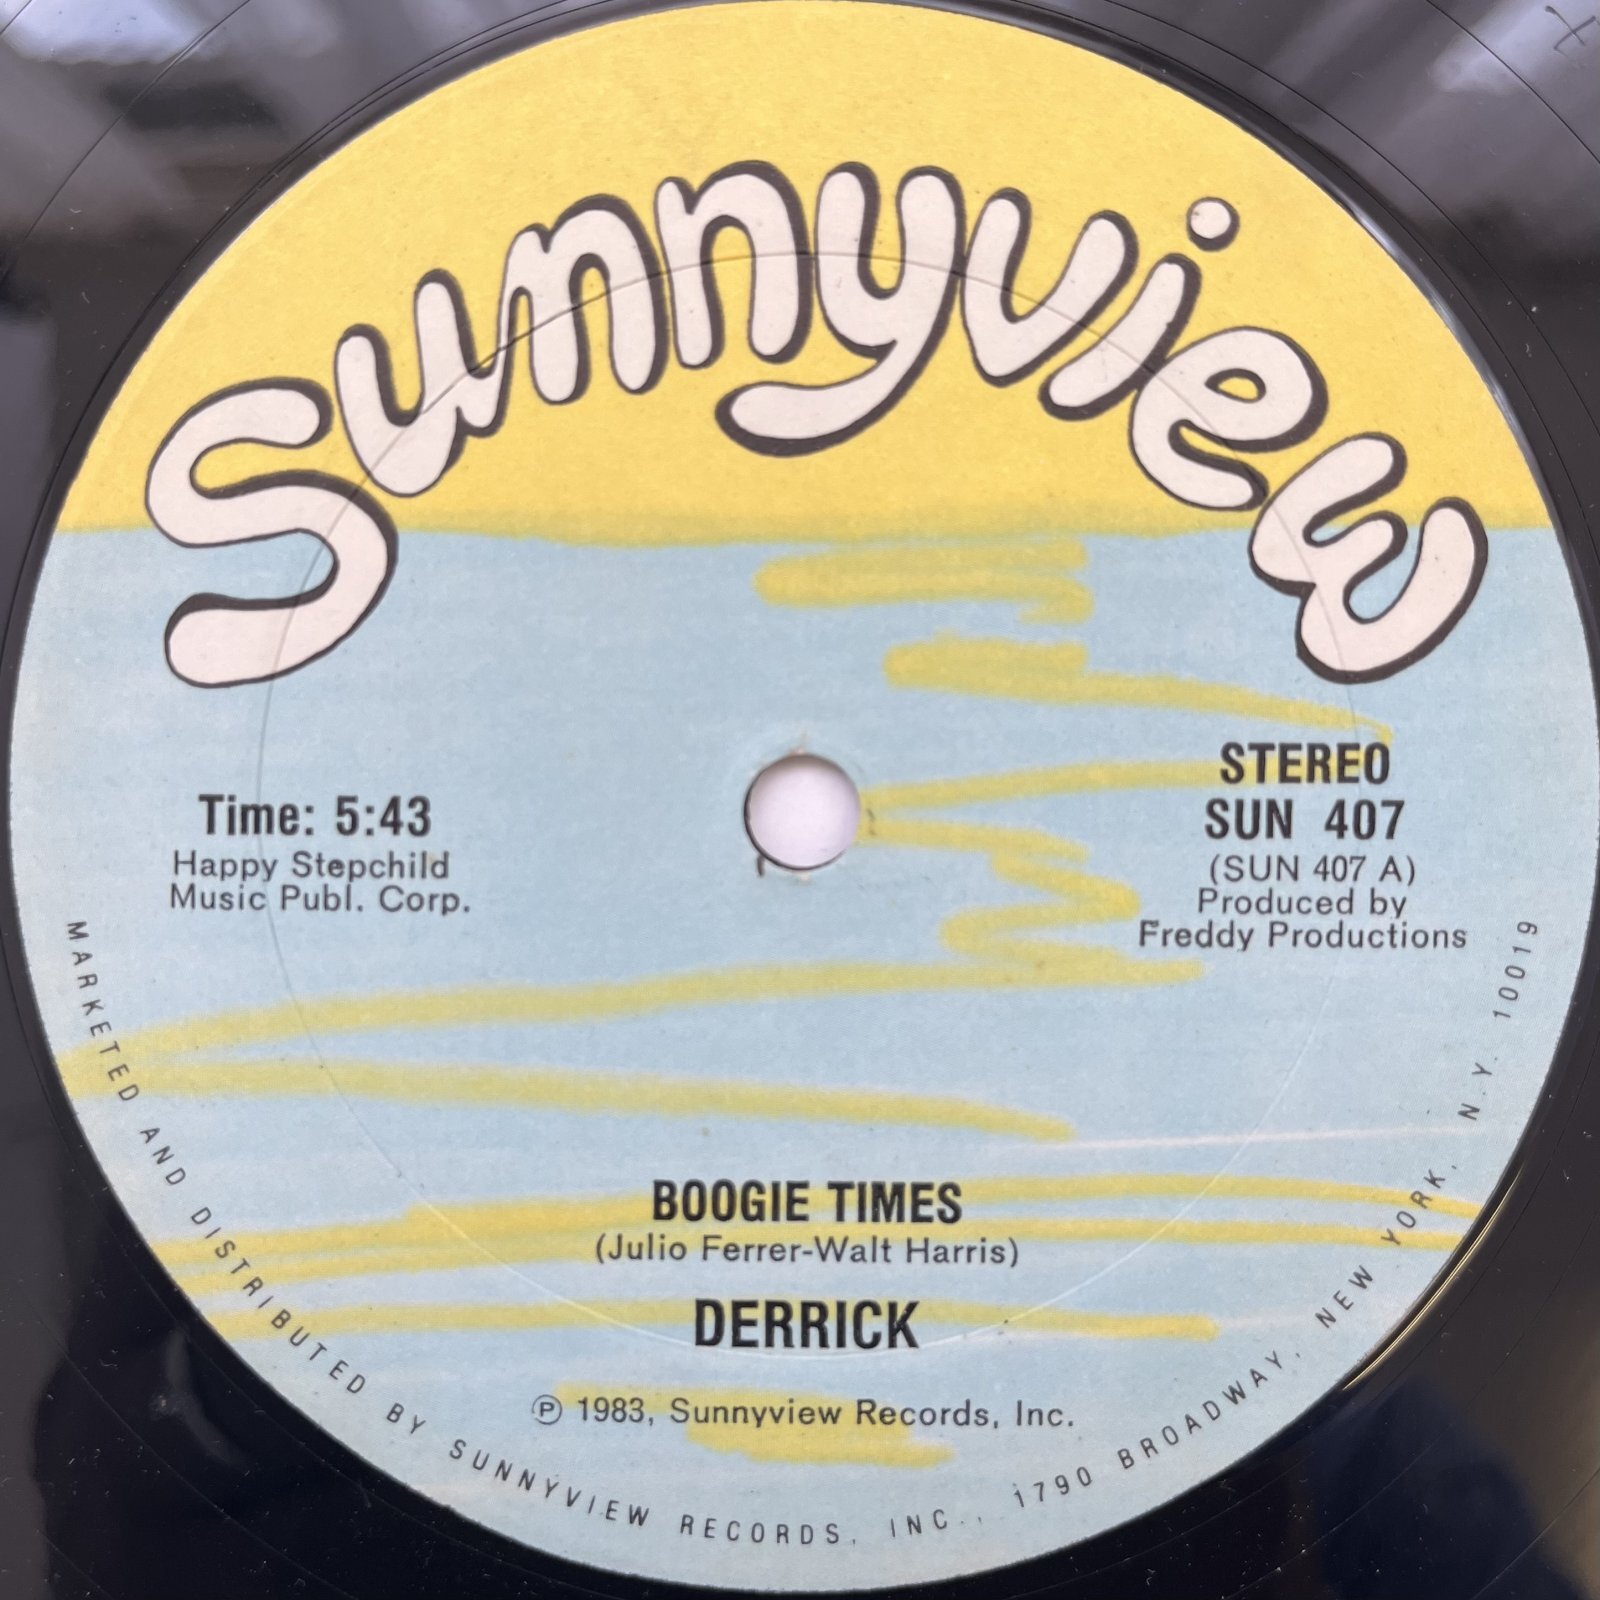 Sunnyview
Time: 5:43
Happy Stepchild
Music Publ. Corp.
STEREO
SUN 407
(SUN 407 A)
Produced by
Freddy Productions
BOOGIE TIMES
(Julio Ferrer-Walt Harris)
DERRICK
Ⓟ 1983, Sunnyview Records, Inc.
MARKETED AND DISTRIBUTED BY SUNNYVIEW RECORDS, INC., 1790 BROADWAY, NEW YORK, N.Y. 10019